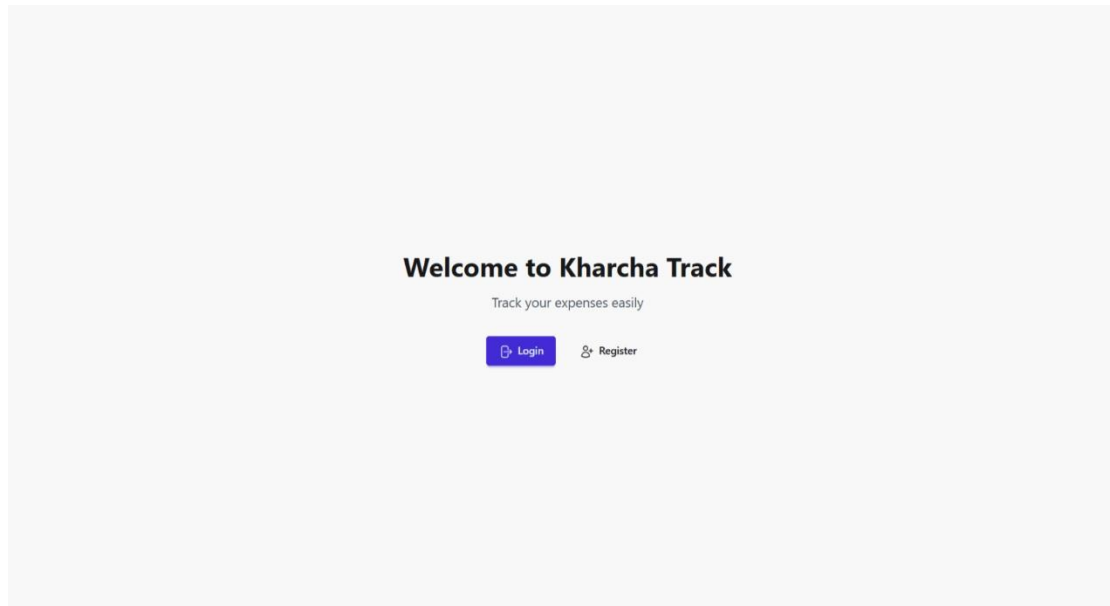 Welcome to Kharcha Track
Track your expenses easily
Login Register